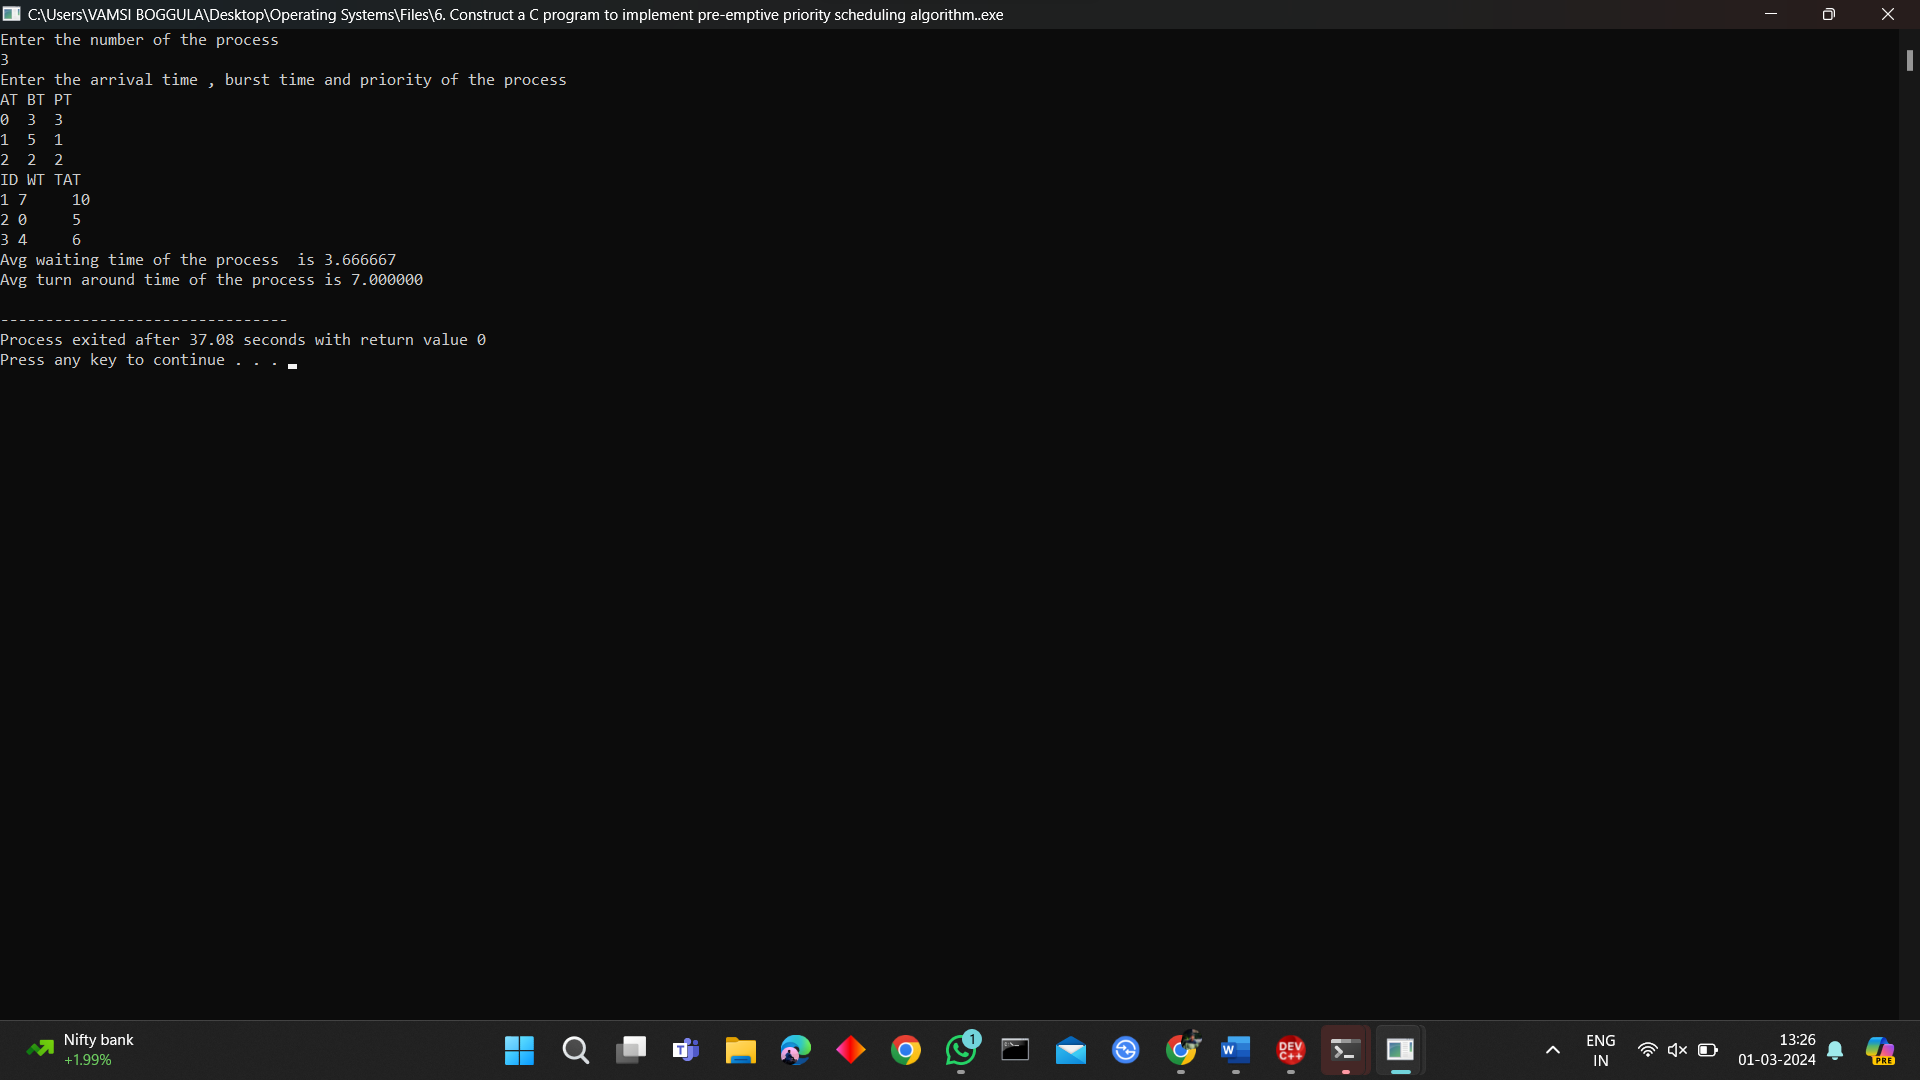 C:\Users\VAMSI BOGGULA\Desktop\Operating Systems\Files\6. Construct a C program to implement pre-emptive priority scheduling algorithm..exe
Enter the number of the process
3
Enter the arrival time , burst time and priority of the process
AT BT PT
0  3  3
1  5  1
2  2  2
ID WT TAT
1 7     10
2 0     5
3 4     6
Avg waiting time of the process  is 3.666667
Avg turn around time of the process is 7.000000
--------------------------------
Process exited after 37.08 seconds with return value 0
Press any key to continue . . .
Nifty bank
+1.99%
1
T
W
DEV
C++
ENG
IN
13:26
01-03-2024
PRE